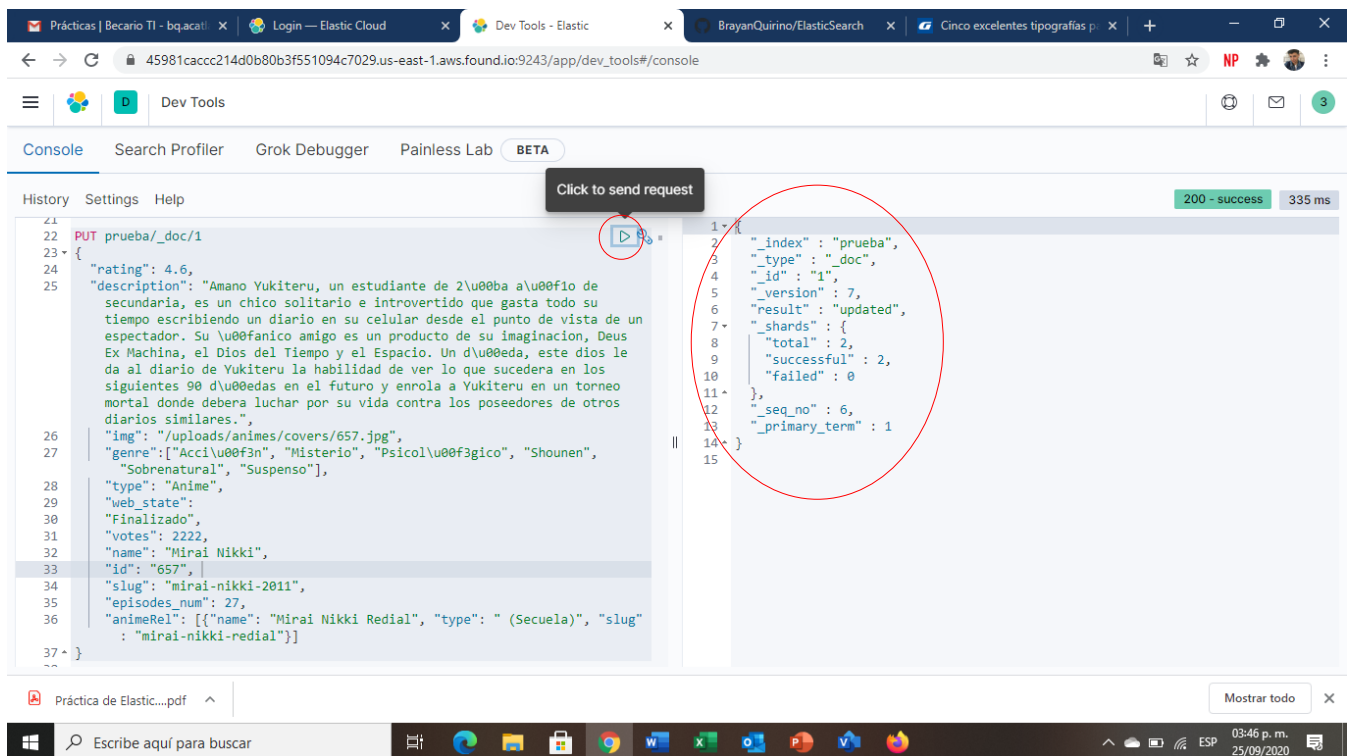 Prácticas | Becario TI - bq.acatl
Login — Elastic Cloud
Dev Tools - Elastic
BrayanQuirino/ElasticSearch
Cinco excelentes tipografías pa
45981caccc214d0b80b3f551094c7029.us-east-1.aws.found.io:9243/app/dev_tools#/console
NP
D
Dev Tools
3
Console Search Profiler Grok Debugger Painless Lab BETA
Click to send request
History Settings Help
200 - success 335 ms
21
22 PUT prueba/_doc/1
23 {
24 "rating": 4.6,
25 "description": "Amano Yukiteru, un estudiante de 2\u00ba a\u00f1o de
secundaria, es un chico solitario e introvertido que gasta todo su
tiempo escribiendo un diario en su celular desde el punto de vista de un
espectador. Su \u00fanico amigo es un producto de su imaginacion, Deus
Ex Machina, el Dios del Tiempo y el Espacio. Un d\u00eda, este dios le
da al diario de Yukiteru la habilidad de ver lo que sucedera en los
siguientes 90 d\u00edas en el futuro y enrola a Yukiteru en un torneo
mortal donde debera luchar por su vida contra los poseedores de otros
diarios similares.",
26 "img": "/uploads/animes/covers/657.jpg",
27 "genre":["Acci\u00f3n", "Misterio", "Psicol\u00f3gico", "Shounen",
"Sobrenatural", "Suspenso"],
28 "type": "Anime",
29 "web_state":
30 "Finalizado",
31 "votes": 2222,
32 "name": "Mirai Nikki",
33 "id": "657",
34 "slug": "mirai-nikki-2011",
35 "episodes_num": 27,
36 "animeRel": [{"name": "Mirai Nikki Redial", "type": " (Secuela)", "slug"
: "mirai-nikki-redial"}]
37 }
1 {
2 "_index" : "prueba",
3 "_type" : "_doc",
4 "_id" : "1",
5 "_version" : 7,
6 "result" : "updated",
7 "_shards" : {
8 "total" : 2,
9 "successful" : 2,
10 "failed" : 0
11 },
12 "_seq_no" : 6,
13 "_primary_term" : 1
14 }
15
Práctica de Elastic....pdf
Mostrar todo
Escribe aquí para buscar
ESP
03:46 p. m.
25/09/2020